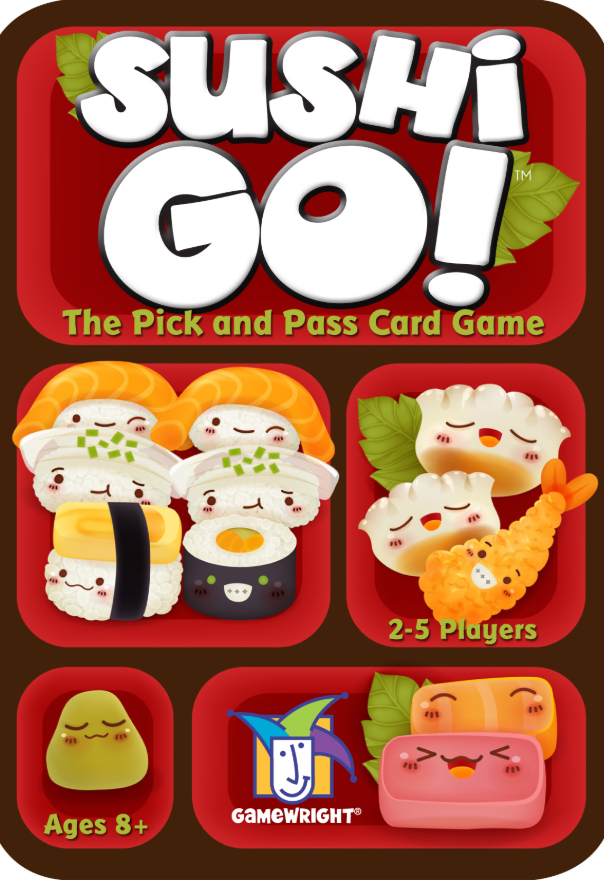 SUSHi
GO!™
The Pick and Pass Card Game
2-5 Players
Ages 8+
GAMEWRIGHT®